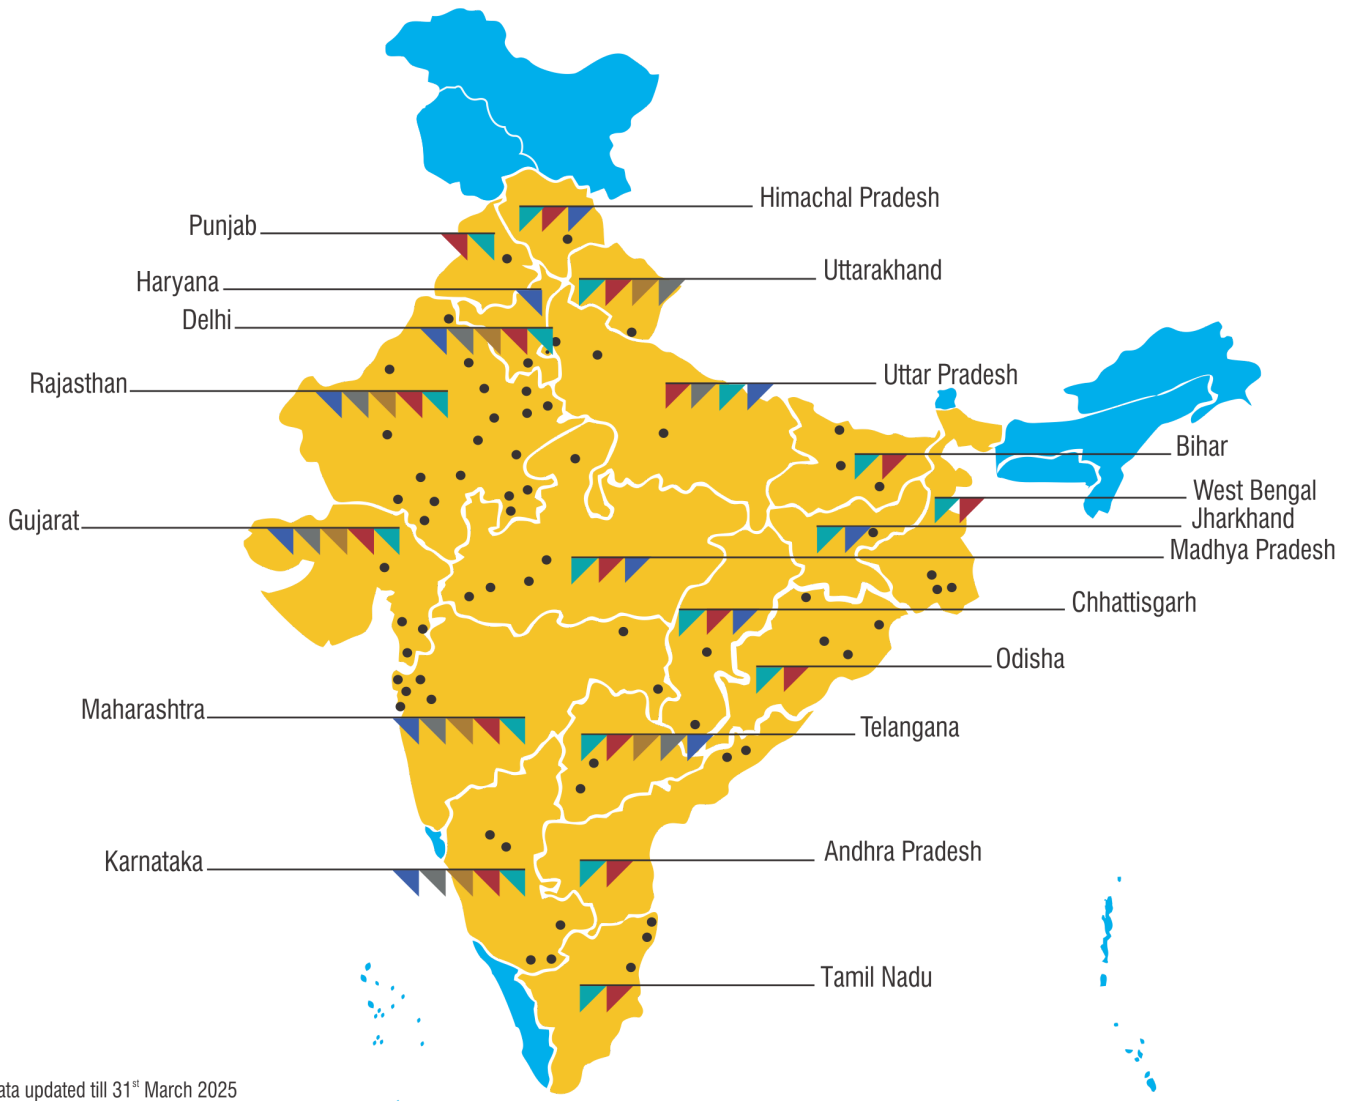 Himachal Pradesh
Punjab
Uttarakhand
Haryana
Delhi
Rajasthan
Uttar Pradesh
Bihar
West Bengal
Gujarat
Jharkhand
Madhya Pradesh
Chhattisgarh
Odisha
Maharashtra
Telangana
Karnataka
Andhra Pradesh
Tamil Nadu
ata updated till 31st March 2025